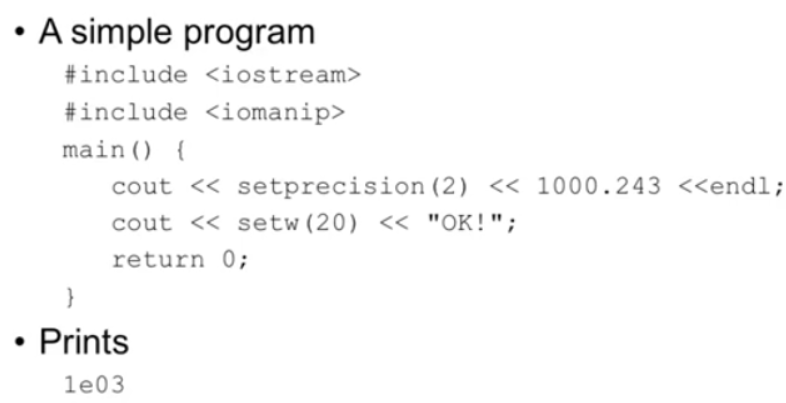 • A simple program
#include <iostream>
#include <iomanip>
main() {
cout << setprecision(2) << 1000.243 <<endl;
cout << setw(20) << "OK!";
return 0;
}
• Prints
1e03